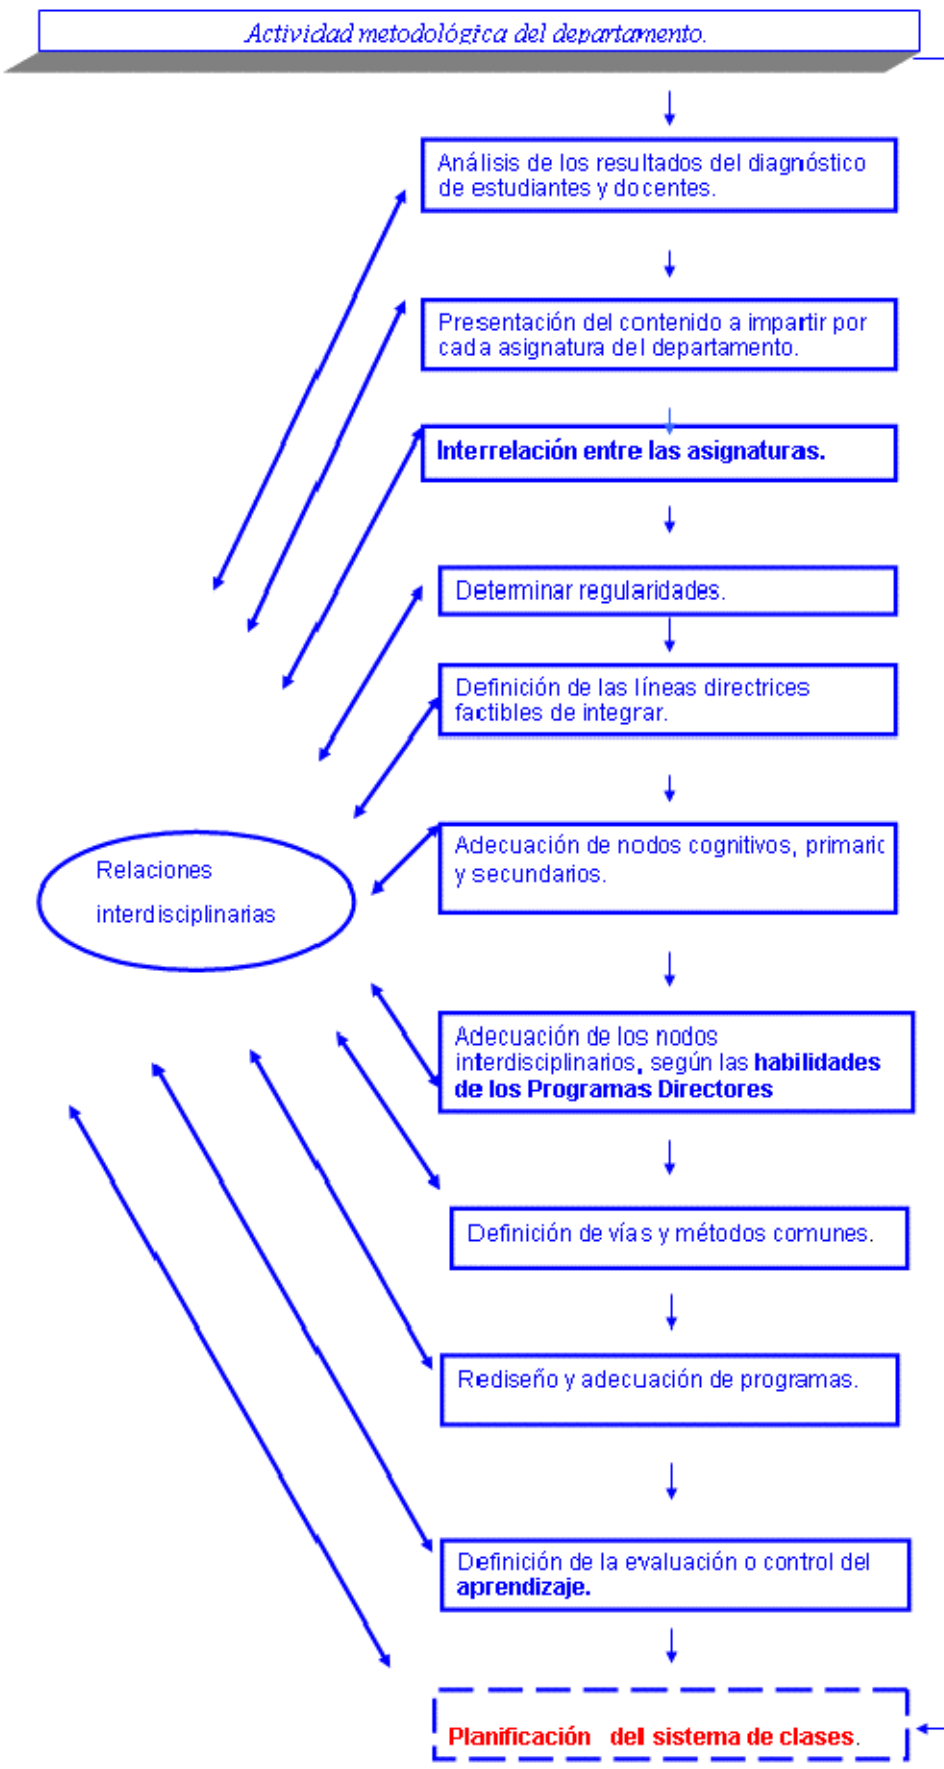 Actividad metodológica del departamento.
Análisis de los resultados del diagnóstico
de estudiantes y docentes.
Presentación del contenido a impartir por
cada asignatura del departamento.
Interrelación entre las asignaturas.
Determinar regularidades.
Definición de las líneas directrices
factibles de integrar.
Adecuación de nodos cognitivos, primario
y secundarios.
Relaciones
interdisciplinarias
Adecuación de los nodos
interdisciplinarios, según las habilidades
de los Programas Directores
Definición de vías y métodos comunes.
Rediseño y adecuación de programas.
Definición de la evaluación o control del
aprendizaje.
Planificación del sistema de clases.